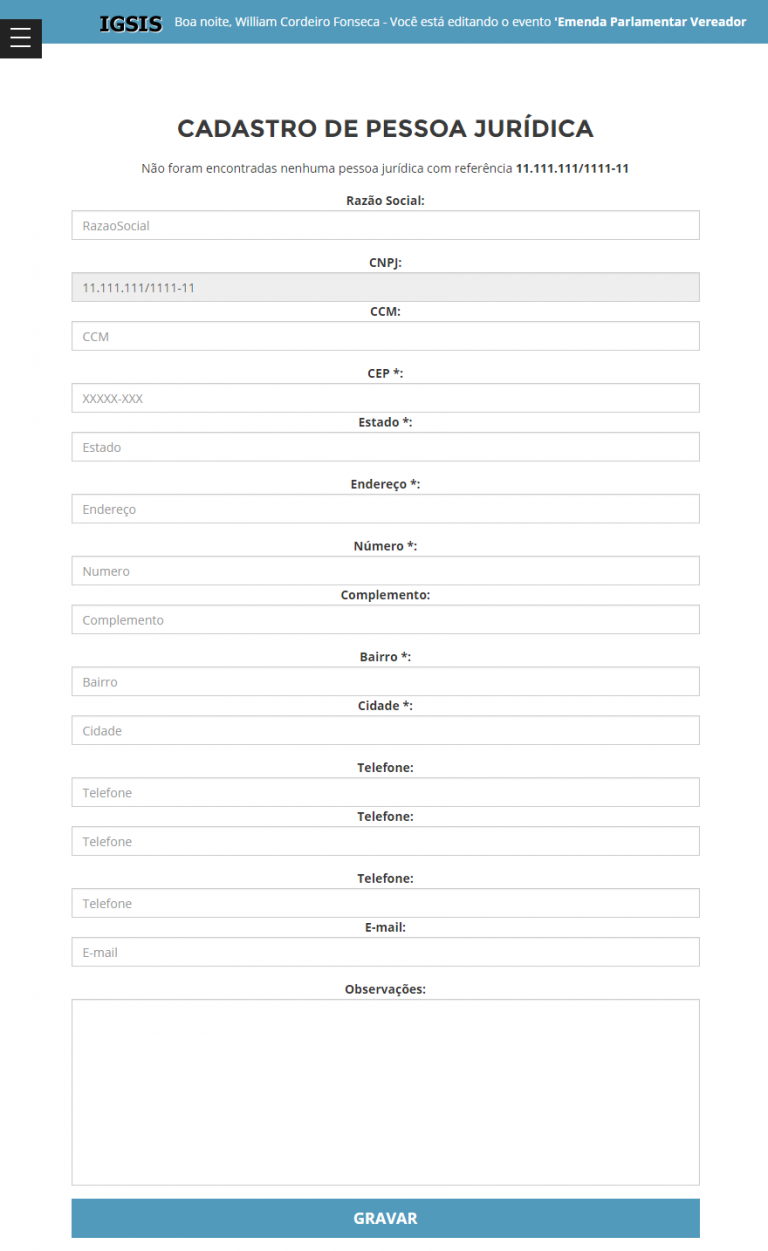 IGSIS Boa noite, William Cordeiro Fonseca - Você está editando o evento 'Emenda Parlamentar Vereador
CADASTRO DE PESSOA JURÍDICA
Não foram encontradas nenhuma pessoa jurídica com referência 11.111.111/1111-11
Razão Social:
RazaoSocial
CNPJ:
11.111.111/1111-11
CCM:
CCM
CEP *:
XXXXX-XXX
Estado *:
Estado
Endereço *:
Endereço
Número *:
Numero
Complemento:
Complemento
Bairro *:
Bairro
Cidade *:
Cidade
Telefone:
Telefone
Telefone:
Telefone
Telefone:
Telefone
E-mail:
E-mail
Observações:
GRAVAR